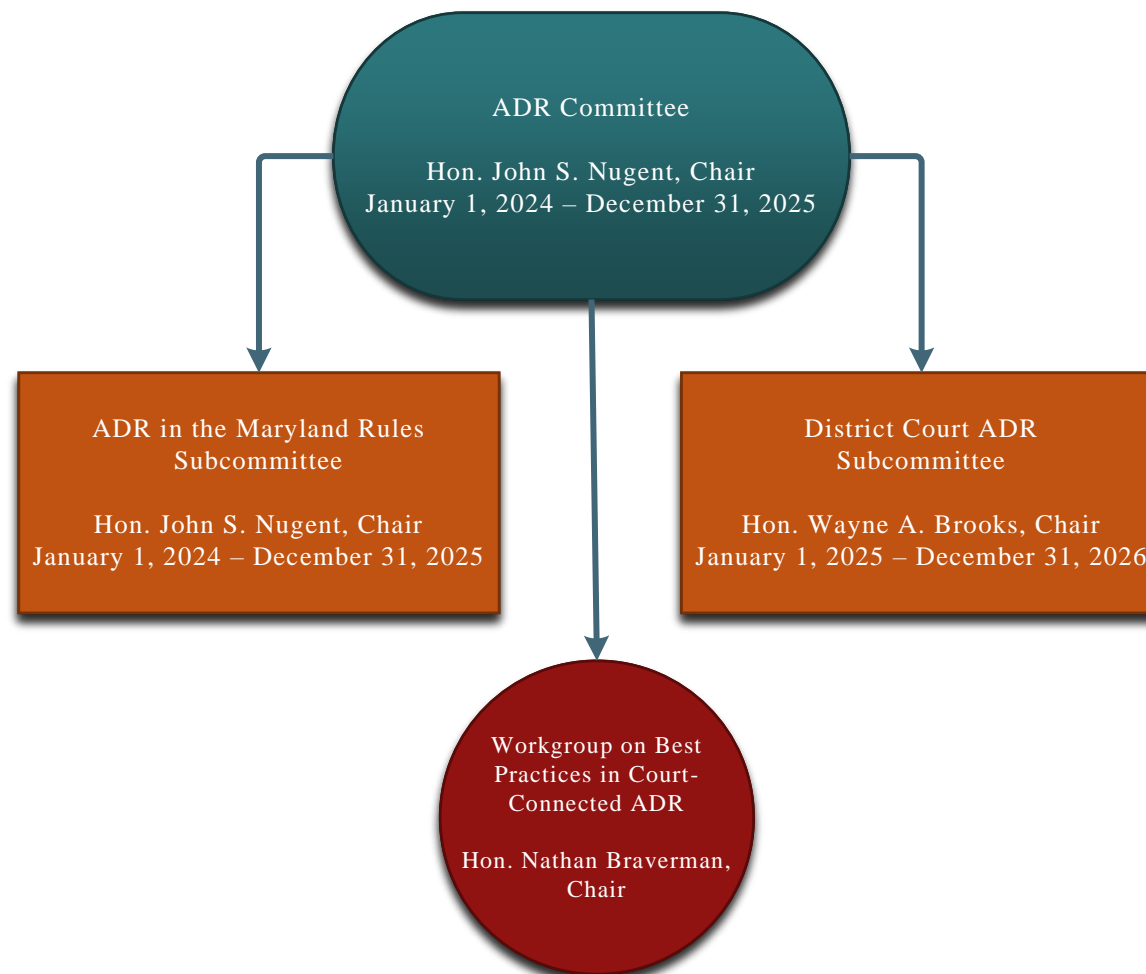 ADR Committee
Hon. John S. Nugent, Chair
January 1, 2024 – December 31, 2025
ADR in the Maryland Rules
Subcommittee
Hon. John S. Nugent, Chair
January 1, 2024 – December 31, 2025
District Court ADR
Subcommittee
Hon. Wayne A. Brooks, Chair
January 1, 2025 – December 31, 2026
Workgroup on Best
Practices in Court-
Connected ADR
Hon. Nathan Braverman,
Chair